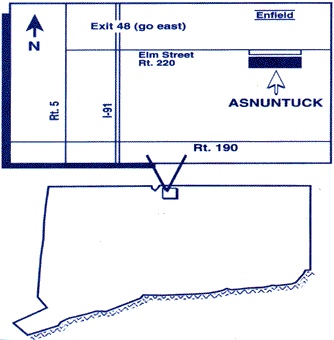 Enfield
Exit 48 (go east)
N
Elm Street
Rt. 220
ASNUNTUCK
Rt. 5
I-91
Rt. 190